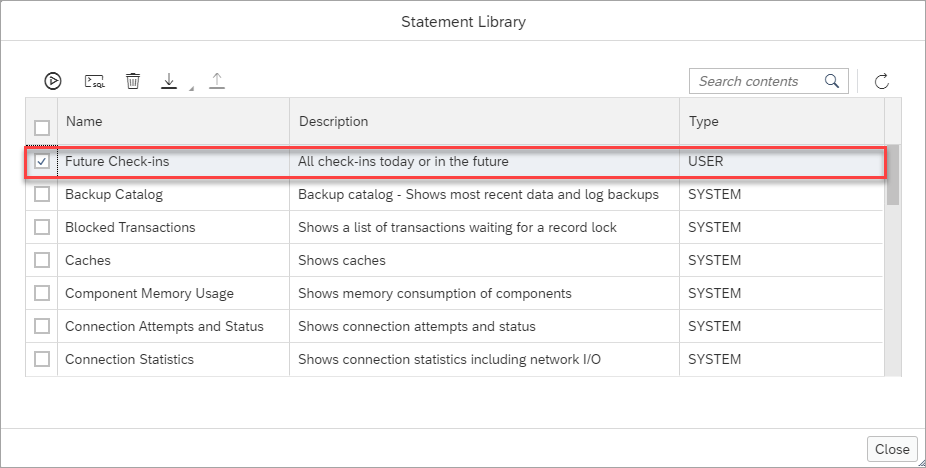 Statement Library
SQL
Search contents
Name Description Type
Future Check-ins All check-ins today or in the future USER
Backup Catalog Backup catalog - Shows most recent data and log backups SYSTEM
Blocked Transactions Shows a list of transactions waiting for a record lock SYSTEM
Caches Shows caches SYSTEM
Component Memory Usage Shows memory consumption of components SYSTEM
Connection Attempts and Status Shows connection attempts and status SYSTEM
Connection Statistics Shows connection statistics including network I/O SYSTEM
Close